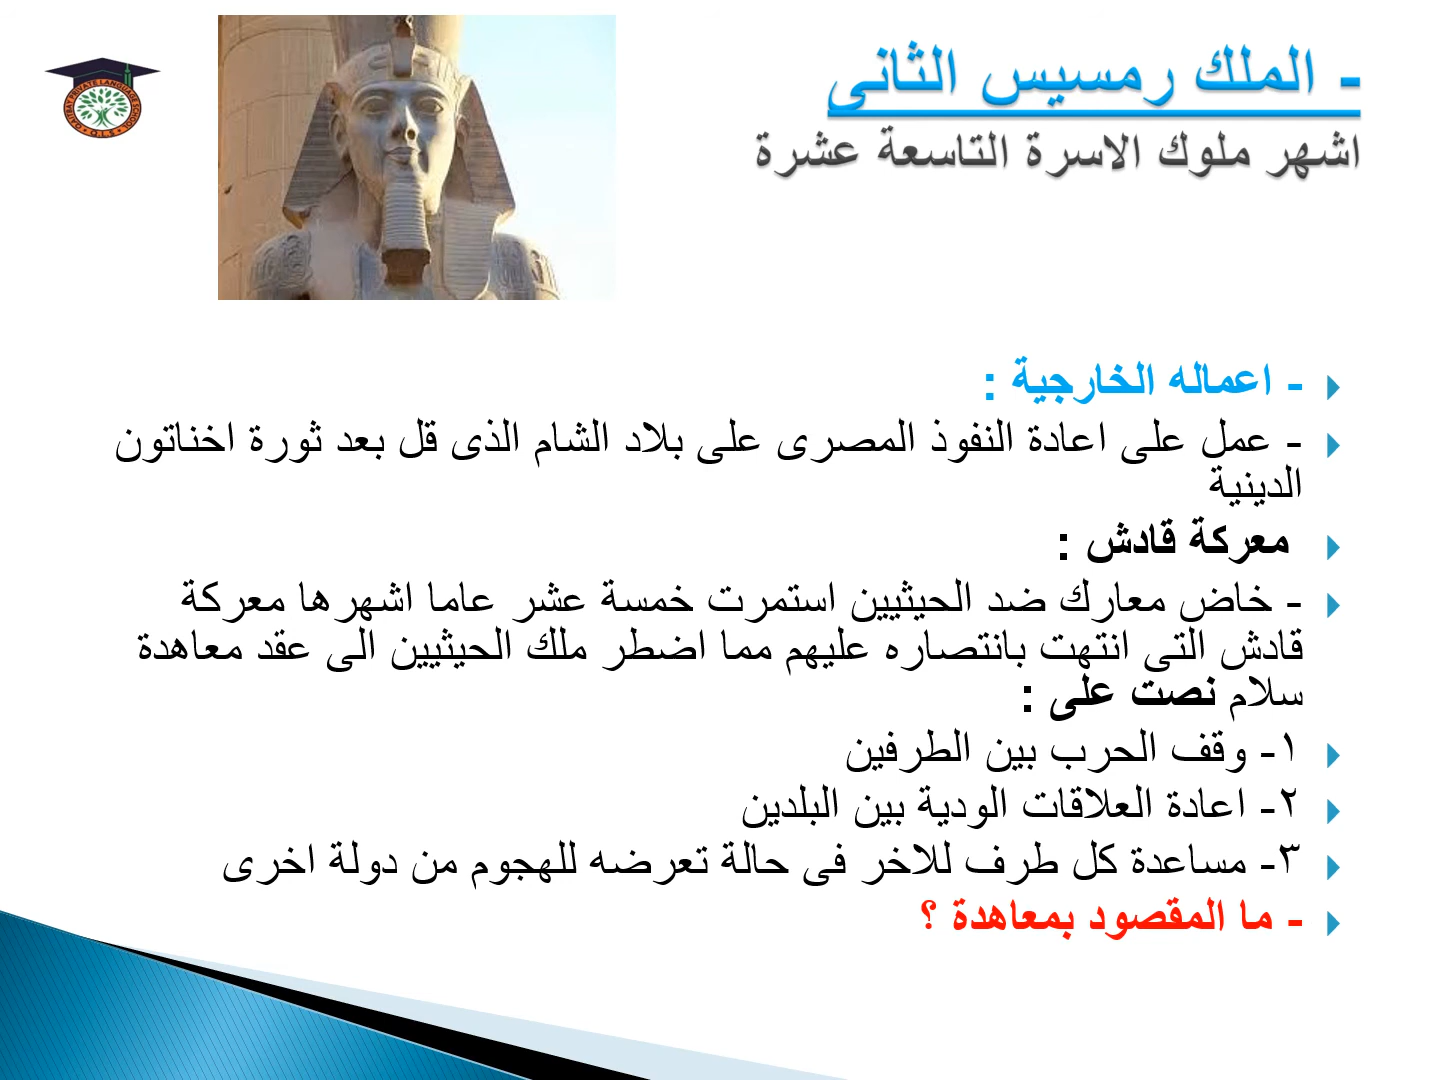 - الملك رمسيس الثانى
اشهر ملوك الاسرة التاسعة عشرة
- اعماله الخارجية :
- عمل على اعادة النفوذ المصرى على بلاد الشام الذى قل بعد ثورة اخناتون
الدينية
معركة قادش :
- خاض معارك ضد الحيثيين استمرت خمسة عشر عاما اشهرها معركة
قادش التى انتهت بانتصاره عليهم مما اضطر ملك الحيثيين الى عقد معاهدة
سلام نصت على :
١- وقف الحرب بين الطرفين
٢- اعادة العلاقات الودية بين البلدين
٣- مساعدة كل طرف للاخر فى حالة تعرضه للهجوم من دولة اخرى
- ما المقصود بمعاهدة ؟